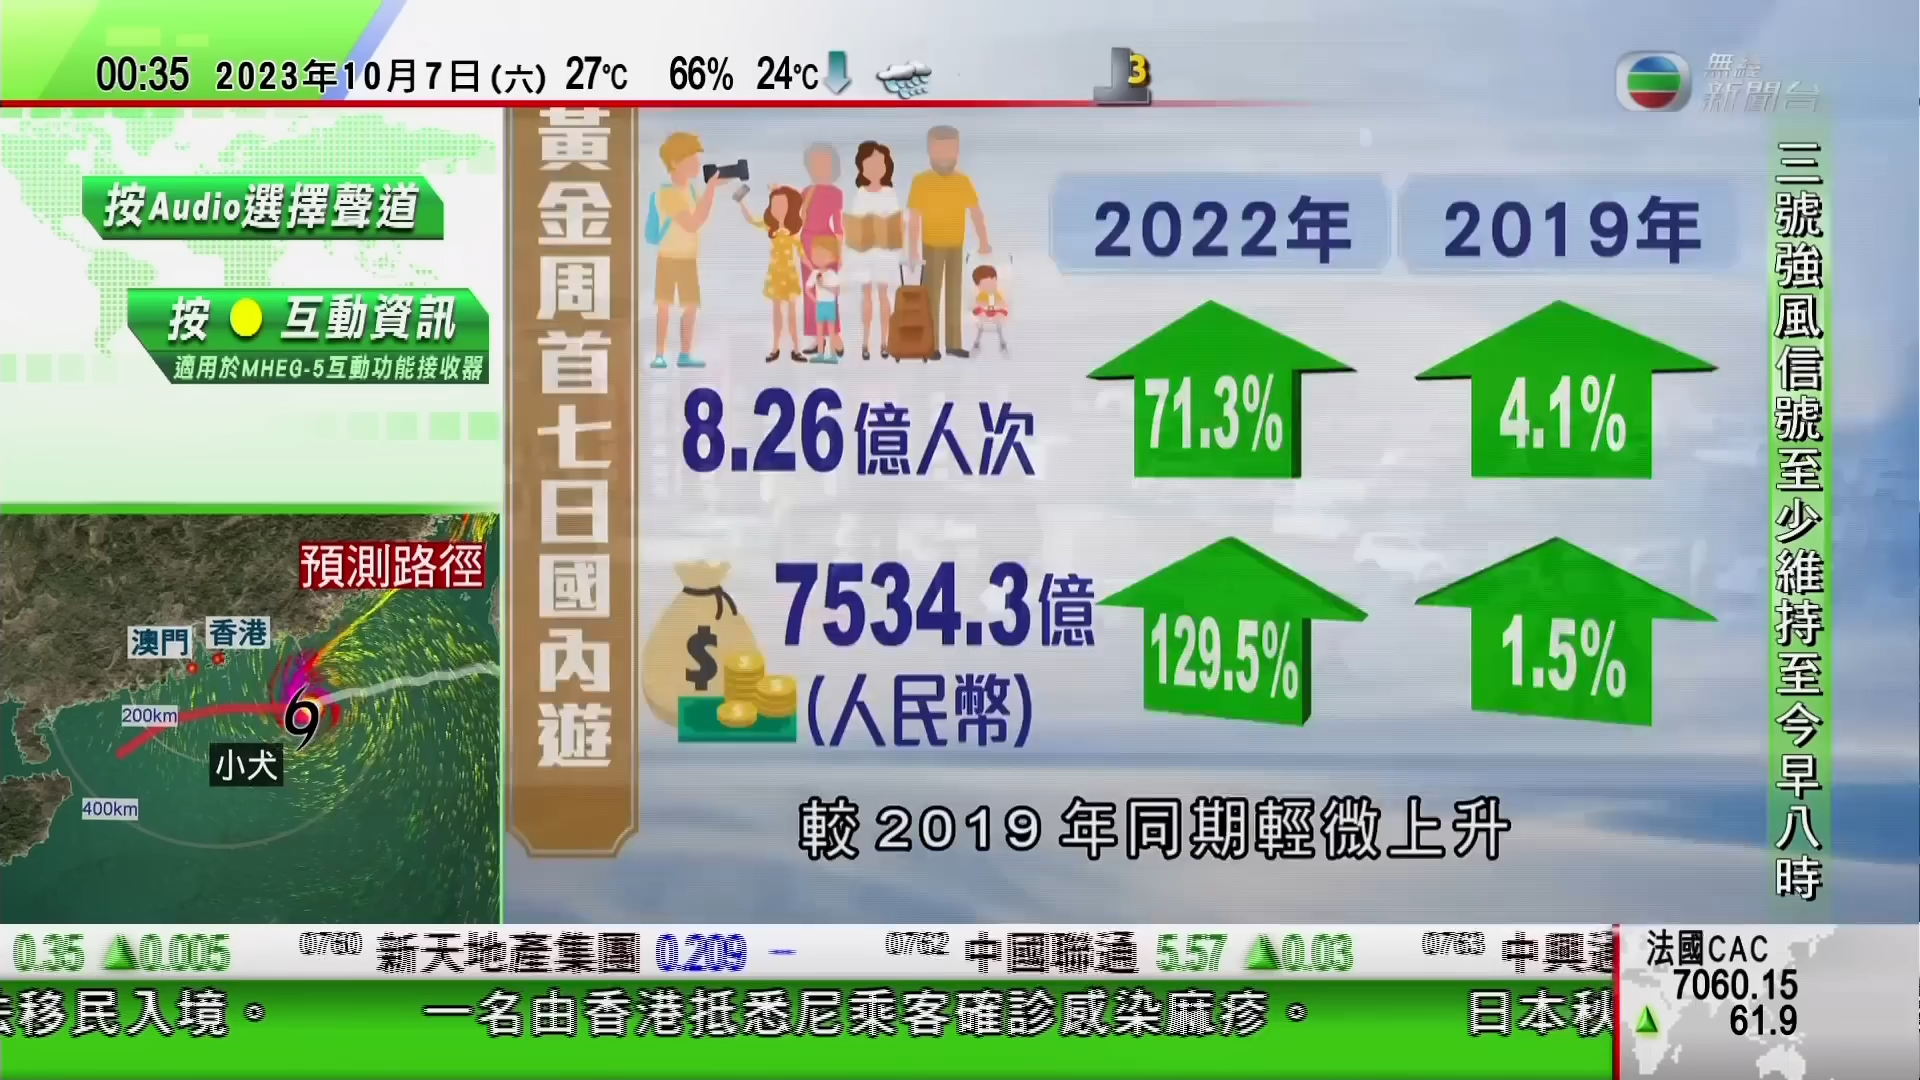 00:35 2023年10月7日(六) 27℃ 66% 24℃ 3
無綫
新聞台
按Audio選擇聲道
按 互動資訊
適用於MHEG-5互動功能接收器
預測路徑
澳門 香港
200km
小犬
400km
黃金周首七日國內遊
2022年 2019年
8.26億人次 71.3% 4.1%
$ 7534.3億 129.5% 1.5%
(人民幣)
較2019年同期輕微上升
三號強風信號至少維持至今早八時
0.35 ▲0.005 0760 新天地產集團 0.209 – 0762 中國聯通 5.57 ▲0.03 0763 中興通
法移民入境。 一名由香港抵悉尼乘客確診感染麻疹。 日本秋
法國CAC
7060.15
▲ 61.9